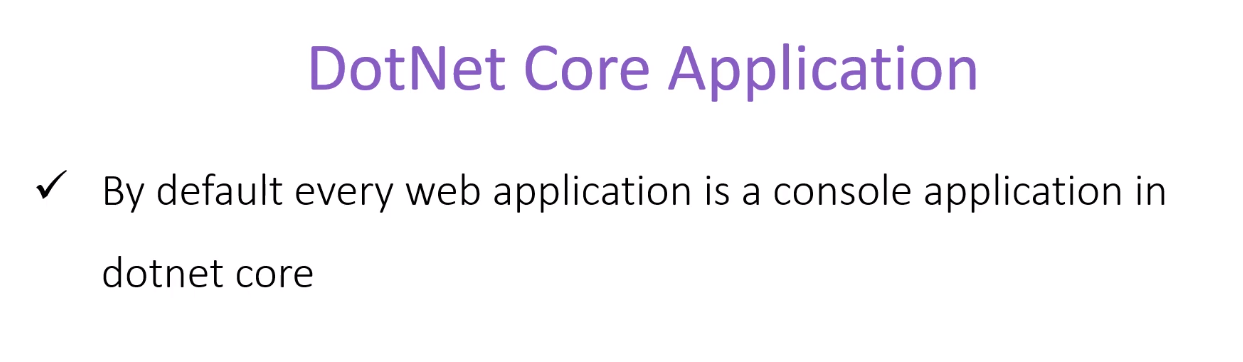 DotNet Core Application
✓ By default every web application is a console application in
dotnet core